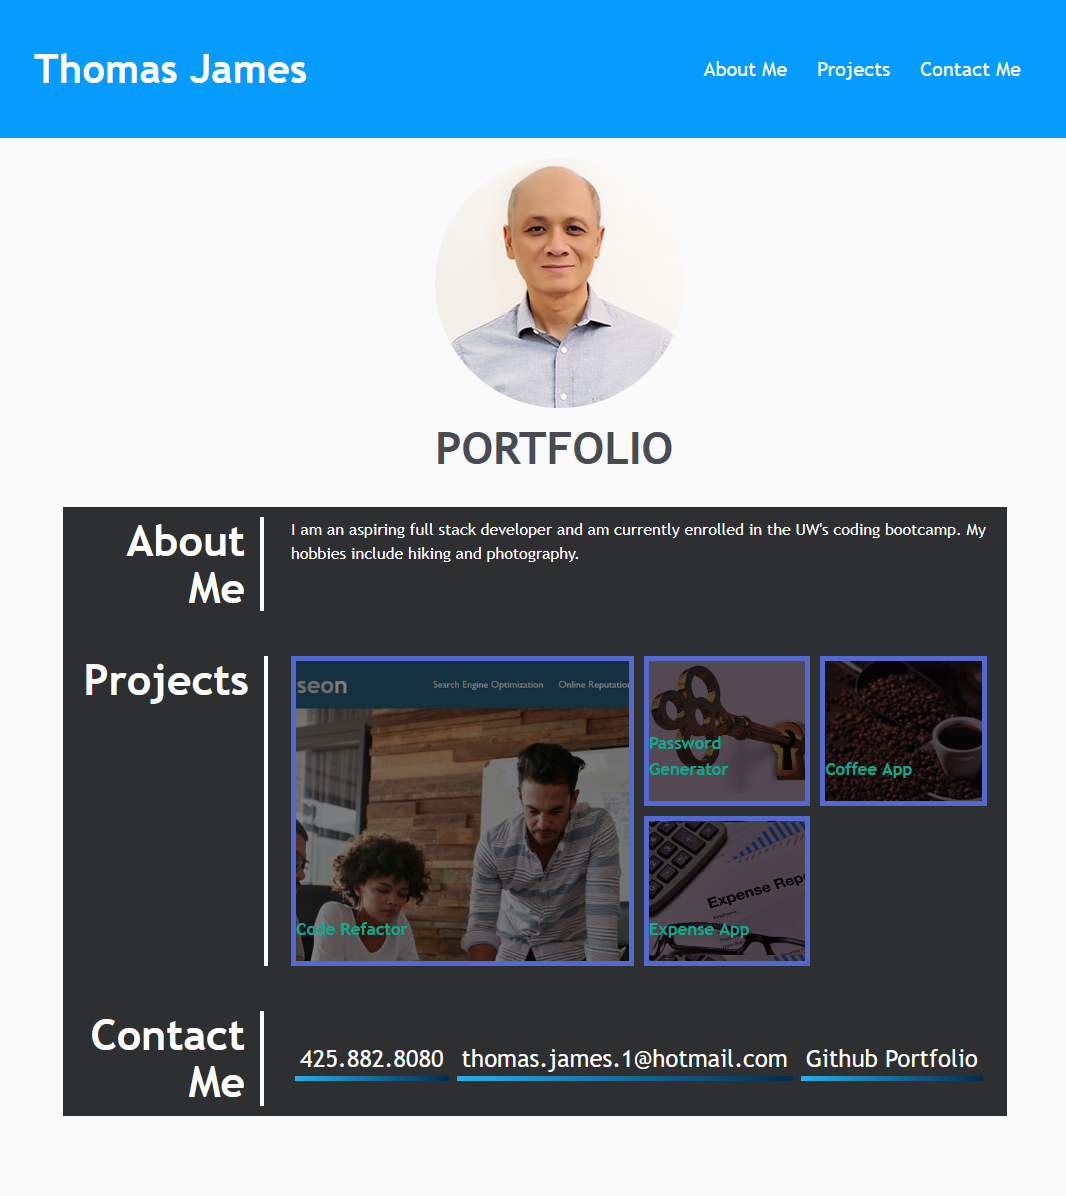 Thomas James
About Me
Projects
Contact Me
PORTFOLIO
About
Me
I am an aspiring full stack developer and am currently enrolled in the UW's coding bootcamp. My
hobbies include hiking and photography.
Projects
seon
Search Engine Optimization
Online Reputation
Code Refactor
Password
Generator
Coffee App
Expense Repo
Expense App
Contact
Me
425.882.8080
thomas.james.1@hotmail.com
Github Portfolio